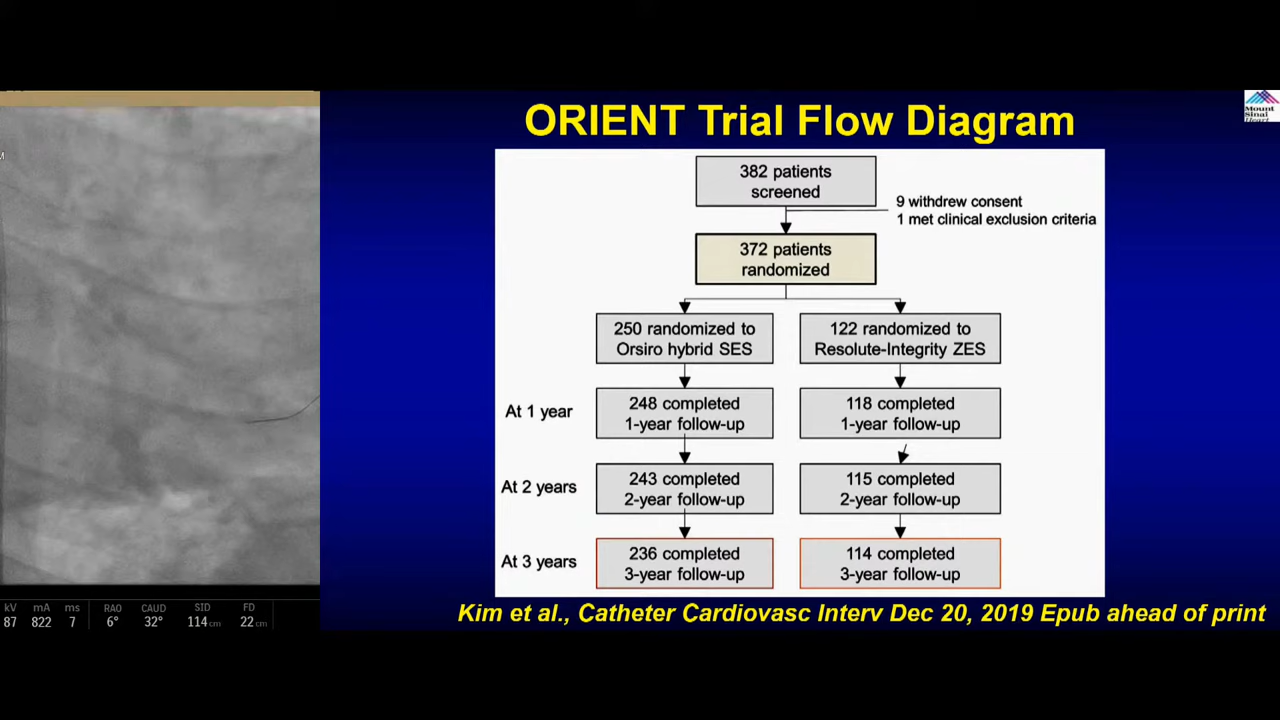 ORIENT Trial Flow Diagram
Mount
Sinai
Heart
382 patients
screened
9 withdrew consent
1 met clinical exclusion criteria
372 patients
randomized
250 randomized to
Orsiro hybrid SES
122 randomized to
Resolute-Integrity ZES
At 1 year
248 completed
1-year follow-up
118 completed
1-year follow-up
At 2 years
243 completed
2-year follow-up
115 completed
2-year follow-up
At 3 years
236 completed
3-year follow-up
114 completed
3-year follow-up
Kim et al., Catheter Cardiovasc Interv Dec 20, 2019 Epub ahead of print
M
kV mA ms RAO CAUD SID FD
87 822 7 6° 32° 114 cm 22 cm